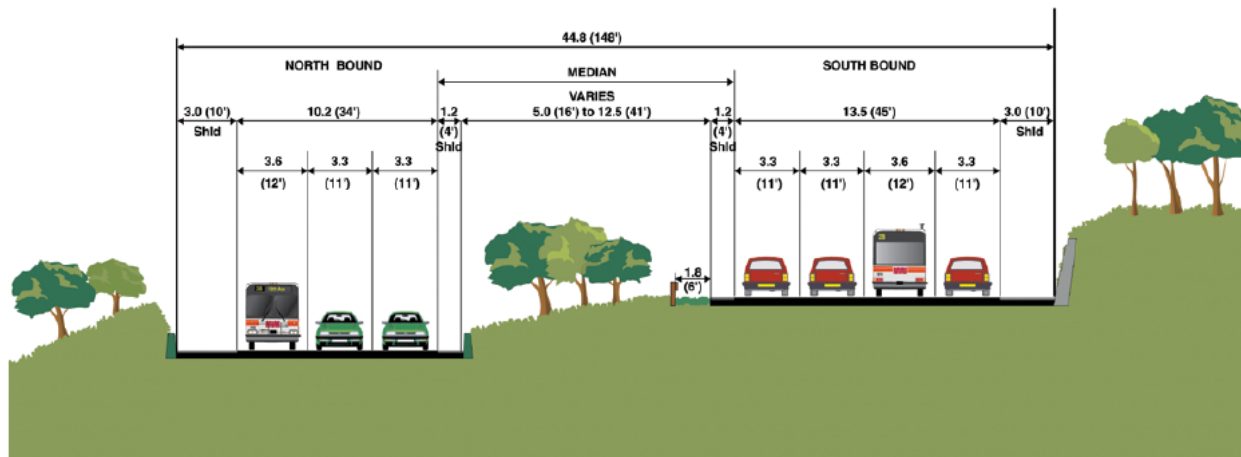 44.8 (148')
NORTH BOUND
MEDIAN
SOUTH BOUND
VARIES
3.0 (10')
Shld
10.2 (34')
1.2
(4')
Shld
5.0 (16') to 12.5 (41')
1.2
(4')
Shld
13.5 (45')
3.0 (10')
Shld
3.6
(12')
3.3
(11')
3.3
(11')
3.3
(11')
3.3
(11')
3.6
(12')
3.3
(11')
1.8
(6')